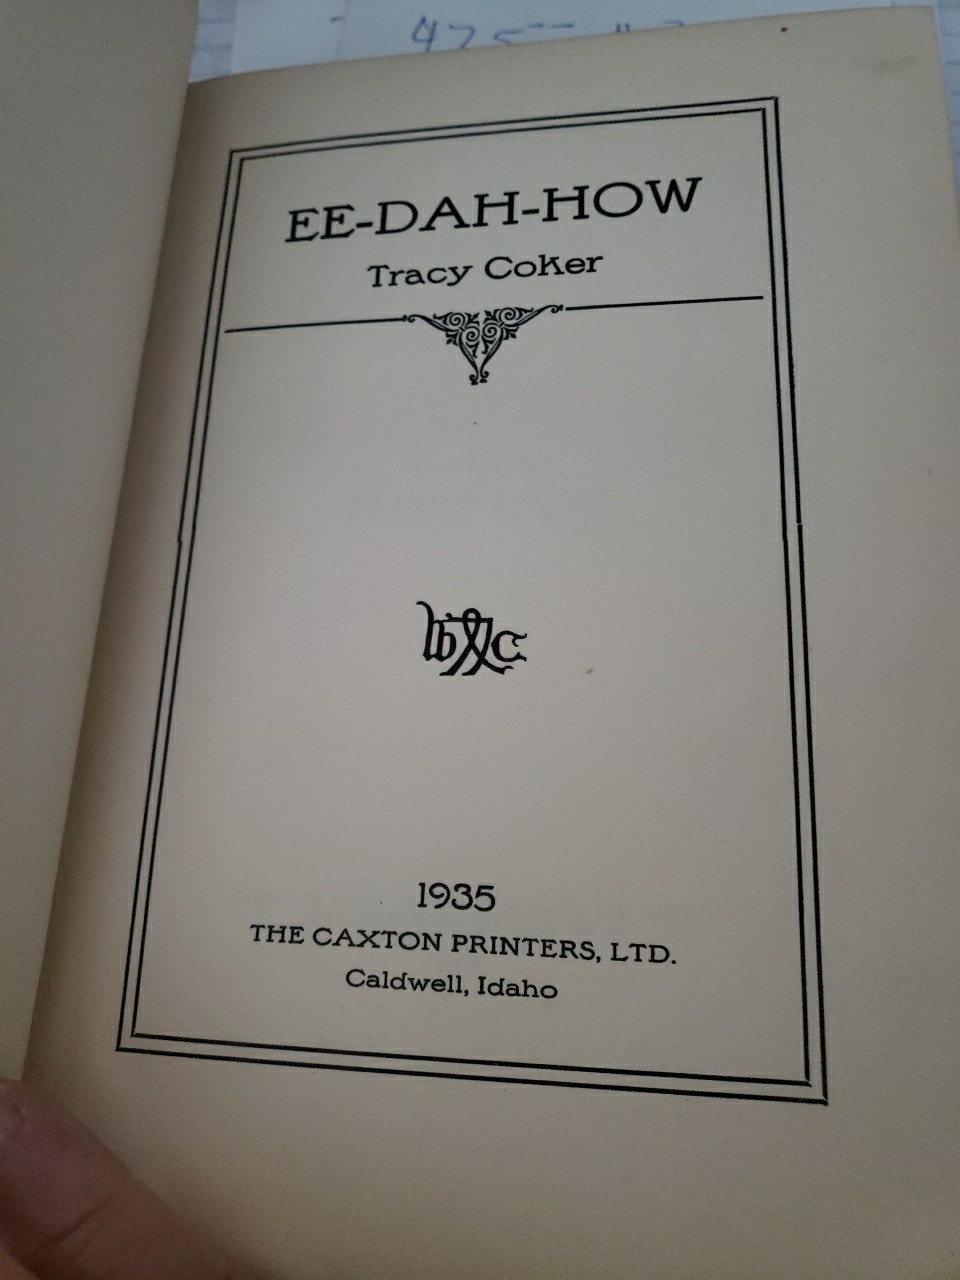 EE-DAH-HOW
Tracy Coker
1935
THE CAXTON PRINTERS, LTD.
Caldwell, Idaho